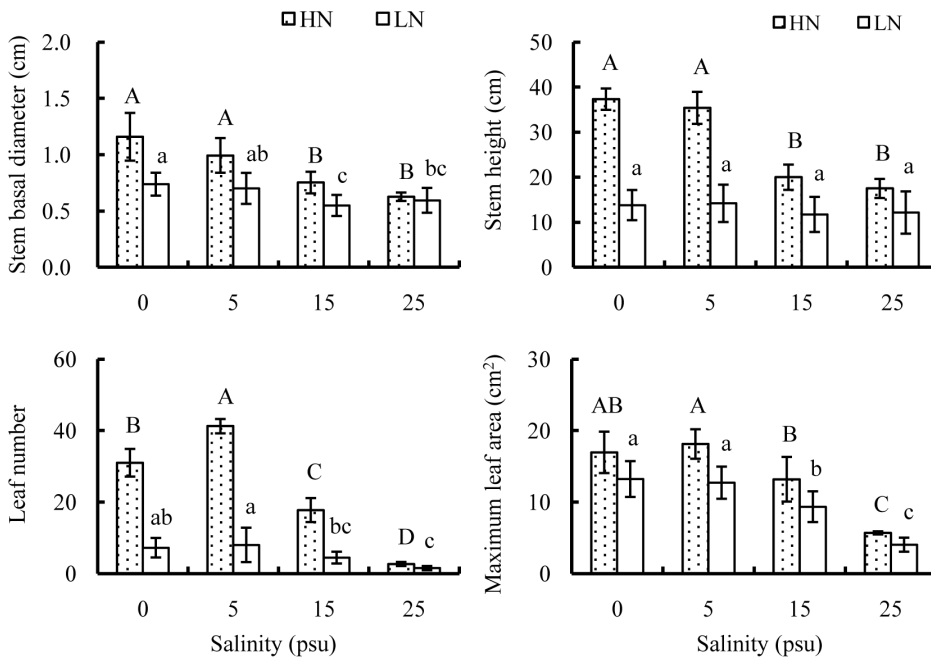 HN LN
Stem basal diameter (cm)
2.0
1.5
1.0
0.5
0.0
A
a
A
ab
B
c
B
bc
0 5 15 25
HN LN
Stem height (cm)
50
40
30
20
10
0
A
a
A
a
B
a
B
a
0 5 15 25
Leaf number
60
40
20
0
B
ab
A
a
C
bc
D
c
0 5 15 25
Salinity (psu)
Maximum leaf area (cm²)
30
20
10
0
AB
a
A
a
B
b
C
c
0 5 15 25
Salinity (psu)